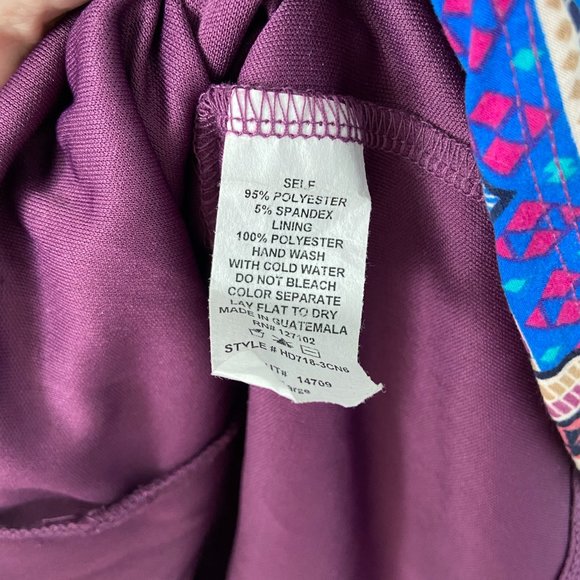 SELF
95% POLYESTER
5% SPANDEX
LINING
100% POLYESTER
HAND WASH
WITH COLD WATER
DO NOT BLEACH
COLOR SEPARATE
LAY FLAT TO DRY
MADE IN GUATEMALA
RN# 127102
STYLE # HD718-3CN6
14709